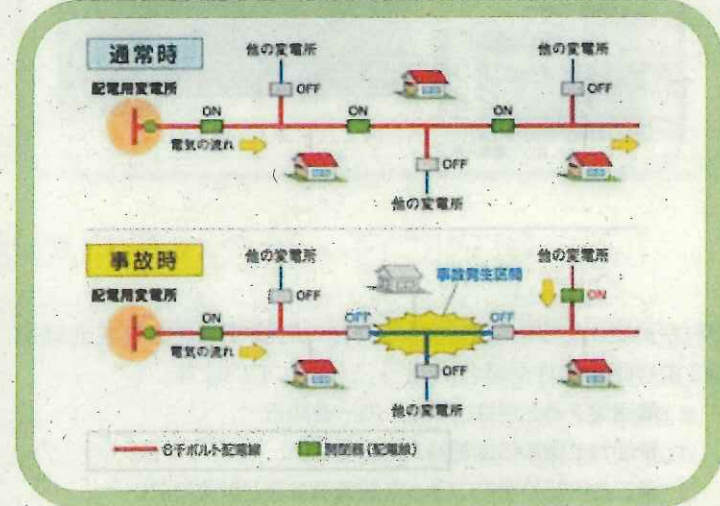 通常時
他の変電所
他の変電所
配電用変電所
ON
OFF
ON
ON
OFF
電気の流れ
OFF
他の変電所
事故時
他の変電所
事故発生区間
他の変電所
配電用変電所
ON
OFF
OFF
OFF
ON
電気の流れ
OFF
他の変電所
6千ボルト配電線
開閉器(配電線)